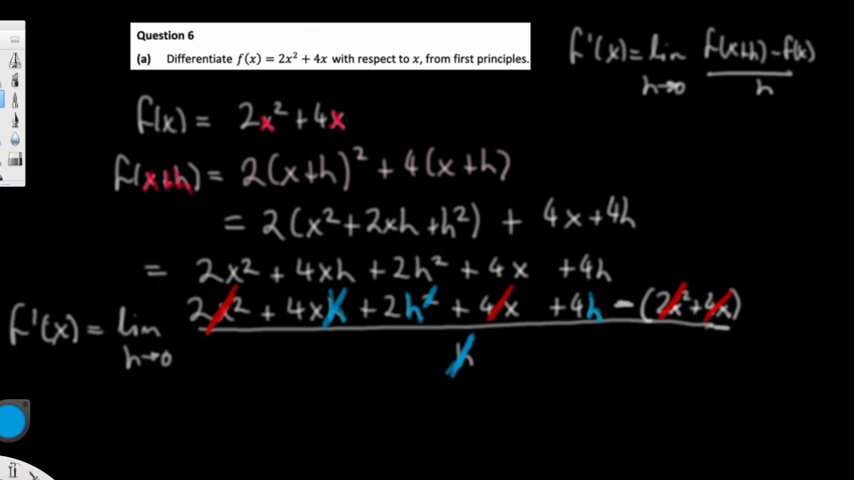 Question 6
(a) Differentiate f(x) = 2x² + 4x with respect to x, from first principles.
f'(x) = lim h→0 (f(x+h) - f(x))/h
f(x) = 2x² + 4x
f(x+h) = 2(x+h)² + 4(x+h)
= 2(x²+2xh+h²) + 4x+4h
= 2x² + 4xh + 2h² + 4x + 4h
f'(x) = lim h→0 (2x² + 4xh + 2h² + 4x + 4h - (2x²+4x))/h